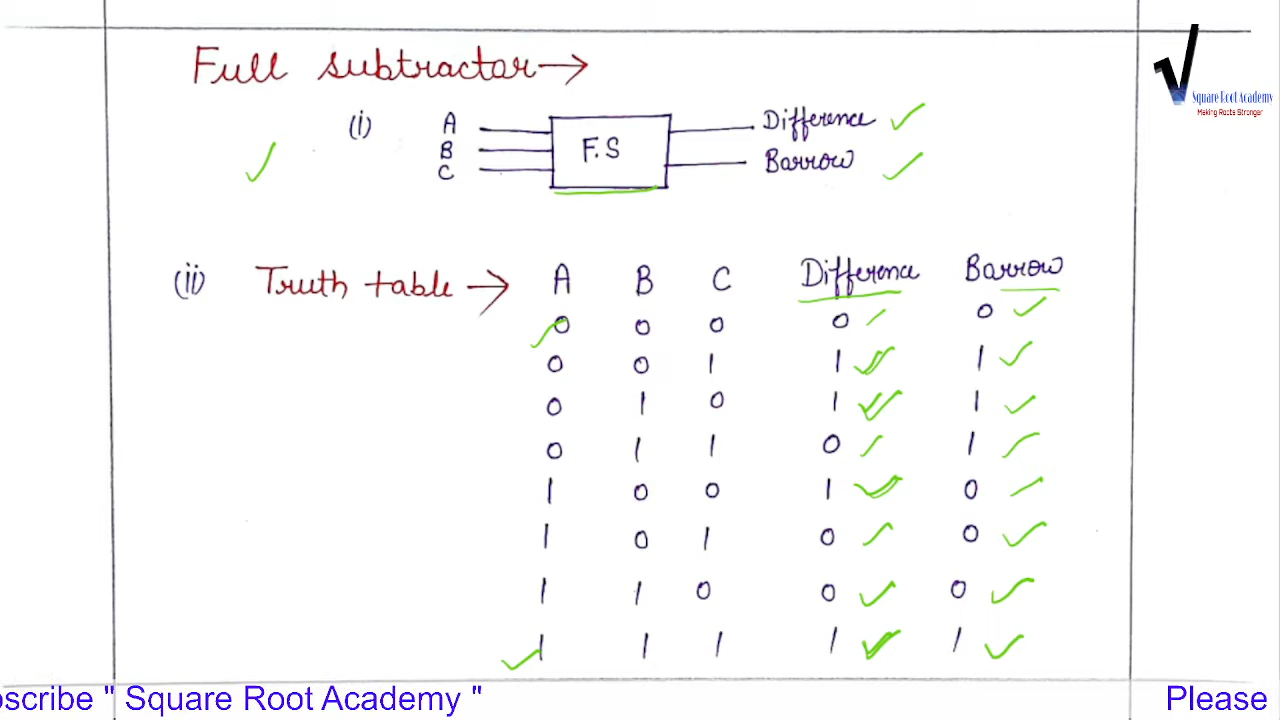 Full subtractor→
Square Root Academy
Making Roots Stronger
(i) A B C F.S Difference Barrow
(ii) Truth table → A B C Difference Barrow
0 0 0 0 0
0 0 1 1 1
0 1 0 1 1
0 1 1 0 1
1 0 0 1 0
1 0 1 0 0
1 1 0 0 0
1 1 1 1 1
bscribe " Square Root Academy " Please